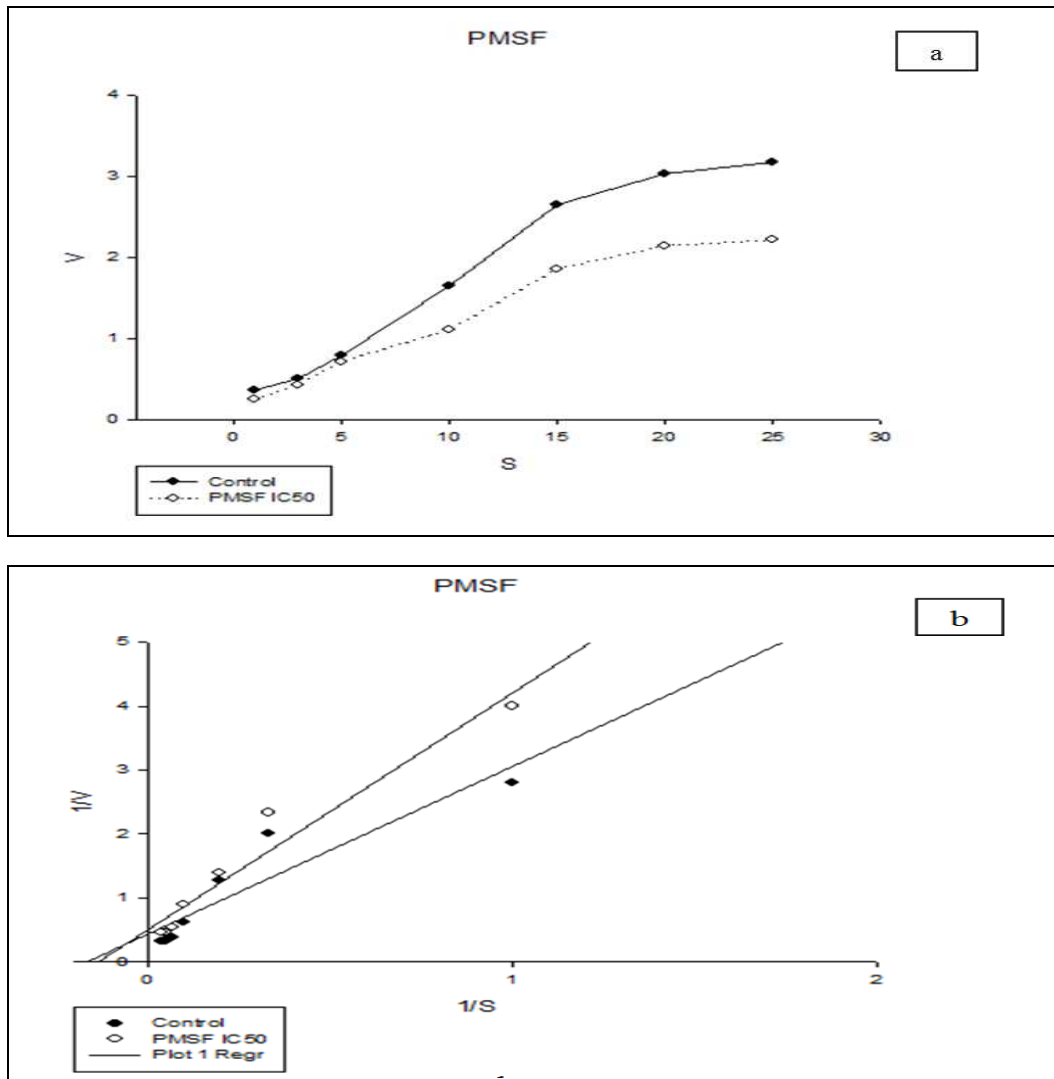 PMSF
a
4
3
2
1
0
V
0 5 10 15 20 25 30
S
Control
PMSF IC50
PMSF
b
5
4
3
2
1
0
1/V
0 1 2
1/S
Control
PMSF IC50
Plot 1 Regr